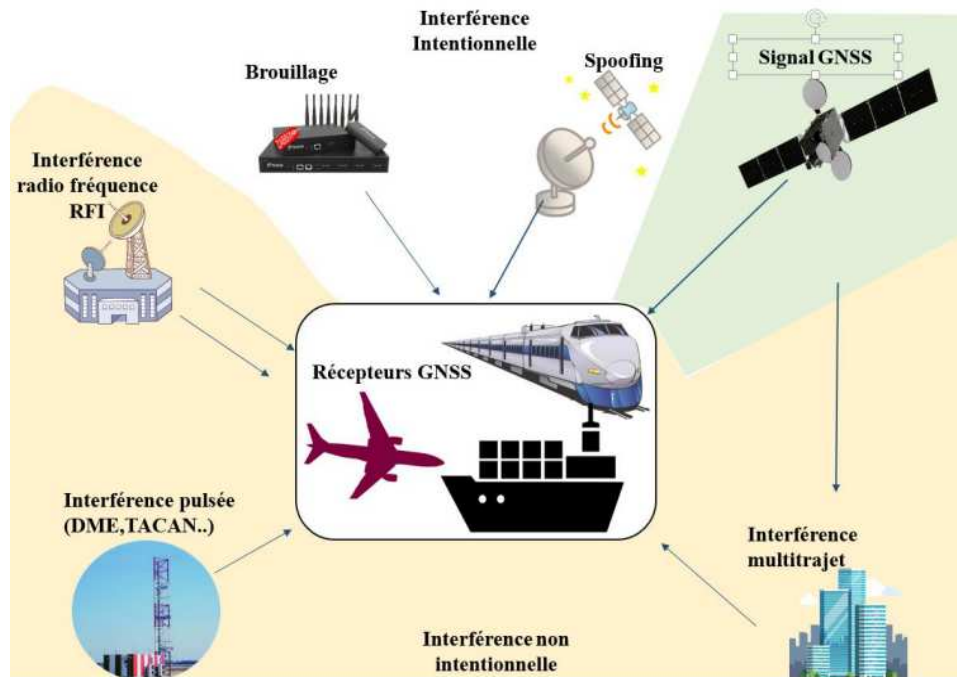 Interférence
Intentionnelle
Brouillage
Spoofing
Signal GNSS
Interférence
radio fréquence
RFI
Récepteurs GNSS
Interférence pulsée
(DME,TACAN..)
Interférence
multitrajet
Interférence non
intentionnelle